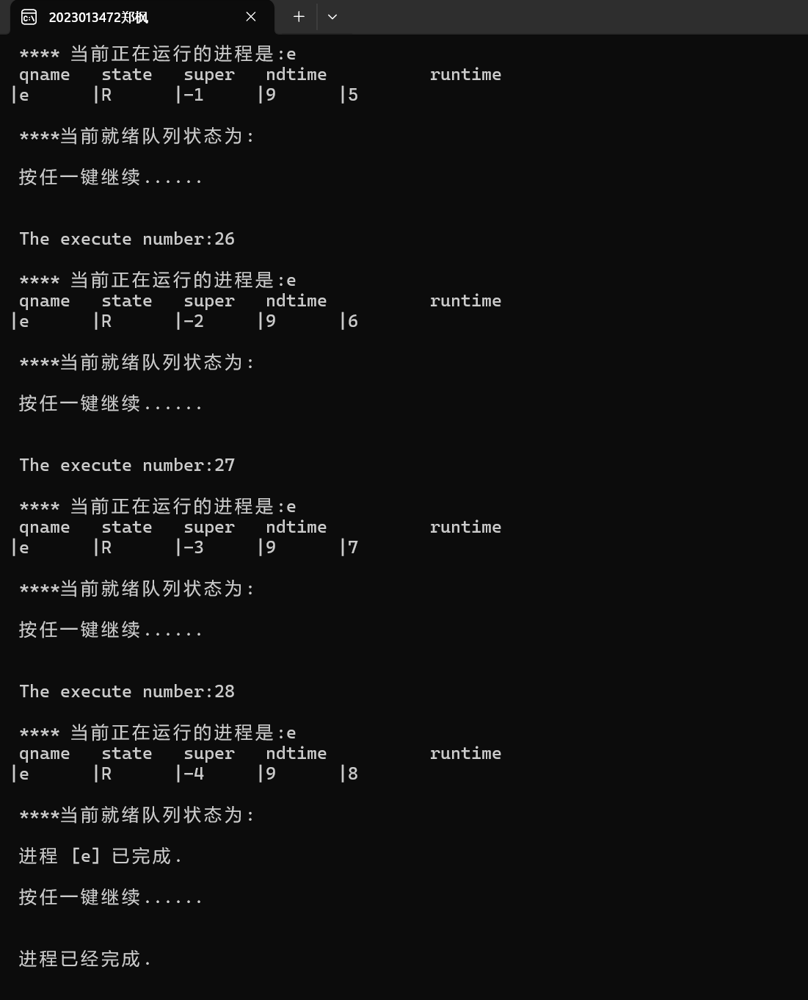 2023013472郑枫
**** 当前正在运行的进程是:e
qname state super ndtime runtime
|e |R |-1 |9 |5
****当前就绪队列状态为:
按任一键继续......
The execute number:26
**** 当前正在运行的进程是:e
qname state super ndtime runtime
|e |R |-2 |9 |6
****当前就绪队列状态为:
按任一键继续......
The execute number:27
**** 当前正在运行的进程是:e
qname state super ndtime runtime
|e |R |-3 |9 |7
****当前就绪队列状态为:
按任一键继续......
The execute number:28
**** 当前正在运行的进程是:e
qname state super ndtime runtime
|e |R |-4 |9 |8
****当前就绪队列状态为:
进程 [e] 已完成.
按任一键继续......
进程已经完成.